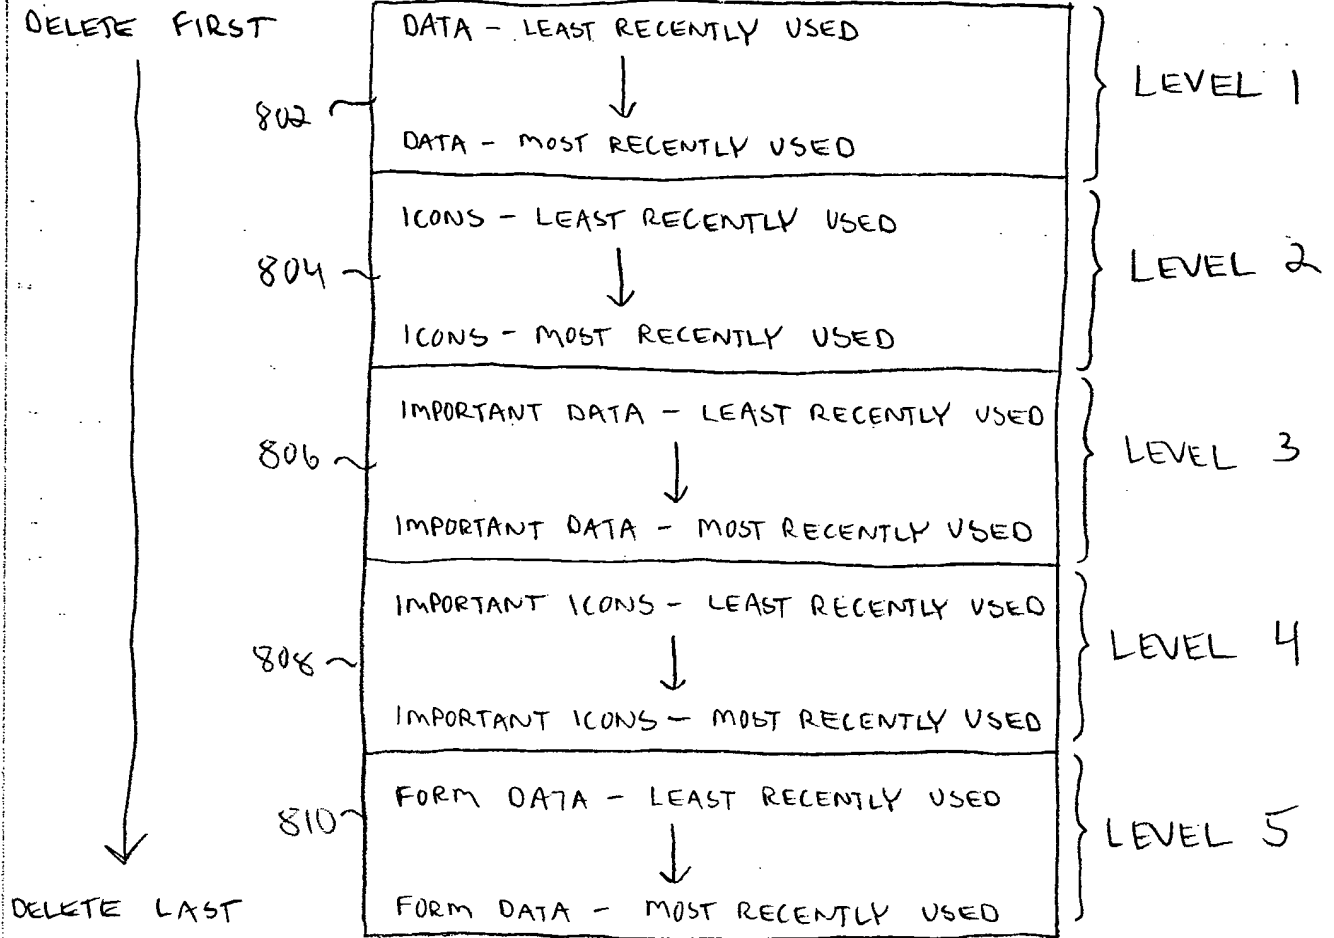 DELETE FIRST
DATA - LEAST RECENTLY USED
LEVEL 1
802
DATA - MOST RECENTLY USED
ICONS - LEAST RECENTLY USED
804
LEVEL 2
ICONS - MOST RECENTLY USED
IMPORTANT DATA - LEAST RECENTLY USED
806
LEVEL 3
IMPORTANT DATA - MOST RECENTLY USED
IMPORTANT ICONS - LEAST RECENTLY USED
808
LEVEL 4
IMPORTANT ICONS - MOST RECENTLY USED
FORM DATA - LEAST RECENTLY USED
810
LEVEL 5
DELETE LAST
FORM DATA - MOST RECENTLY USED